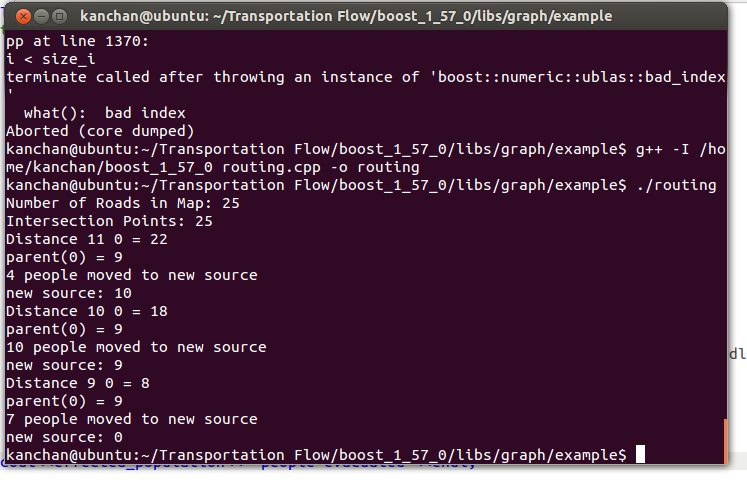 kanchan@ubuntu: ~/Transportation Flow/boost_1_57_0/libs/graph/example
pp at line 1370:
i < size_i
terminate called after throwing an instance of 'boost::numeric::ublas::bad_index
'
  what():  bad index
Aborted (core dumped)
kanchan@ubuntu:~/Transportation Flow/boost_1_57_0/libs/graph/example$ g++ -I /ho
me/kanchan/boost_1_57_0 routing.cpp -o routing
kanchan@ubuntu:~/Transportation Flow/boost_1_57_0/libs/graph/example$ ./routing
Number of Roads in Map: 25
Intersection Points: 25
Distance 11 0 = 22
parent(0) = 9
4 people moved to new source
new source: 10
Distance 10 0 = 18
parent(0) = 9
10 people moved to new source
new source: 9
Distance 9 0 = 8
parent(0) = 9
7 people moved to new source
new source: 0
kanchan@ubuntu:~/Transportation Flow/boost_1_57_0/libs/graph/example$
dl